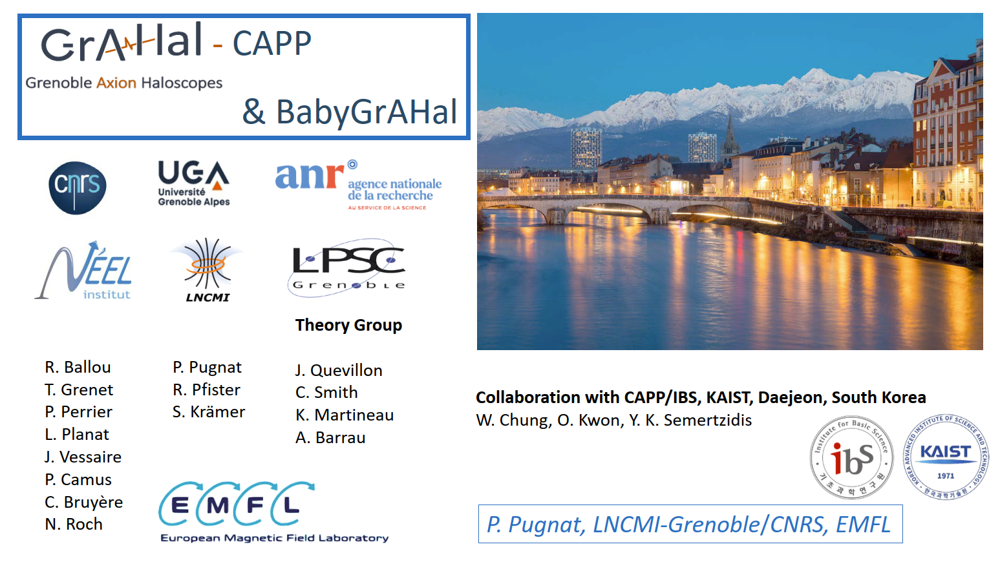 GrAHal - CAPP
Grenoble Axion Haloscopes
& BabyGrAHal
cnrs
UGA
Université
Grenoble Alpes
anr
agence nationale
de la recherche
AU SERVICE DE LA SCIENCE
NÉEL
institut
LNCMI
LPSC
Grenoble
Theory Group
R. Ballou
T. Grenet
P. Perrier
L. Planat
J. Vessaire
P. Camus
C. Bruyère
N. Roch
P. Pugnat
R. Pfister
S. Krämer
J. Quevillon
C. Smith
K. Martineau
A. Barrau
EMFL
European Magnetic Field Laboratory
Collaboration with CAPP/IBS, KAIST, Daejeon, South Korea
W. Chung, O. Kwon, Y. K. Semertzidis
Institute for Basic Science
ibS
기초과학연구원
KOREA ADVANCED INSTITUTE OF SCIENCE AND TECHNOLOGY
KAIST
1971
한국과학기술원
P. Pugnat, LNCMI-Grenoble/CNRS, EMFL